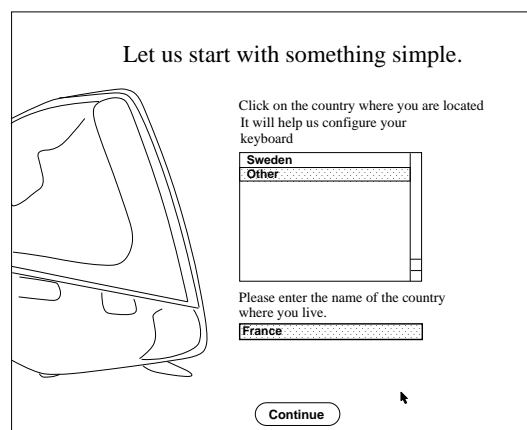 Let us start with something simple.
Click on the country where you are located
It will help us configure your
keyboard
Sweden
Other
Please enter the name of the country
where you live.
France
Continue